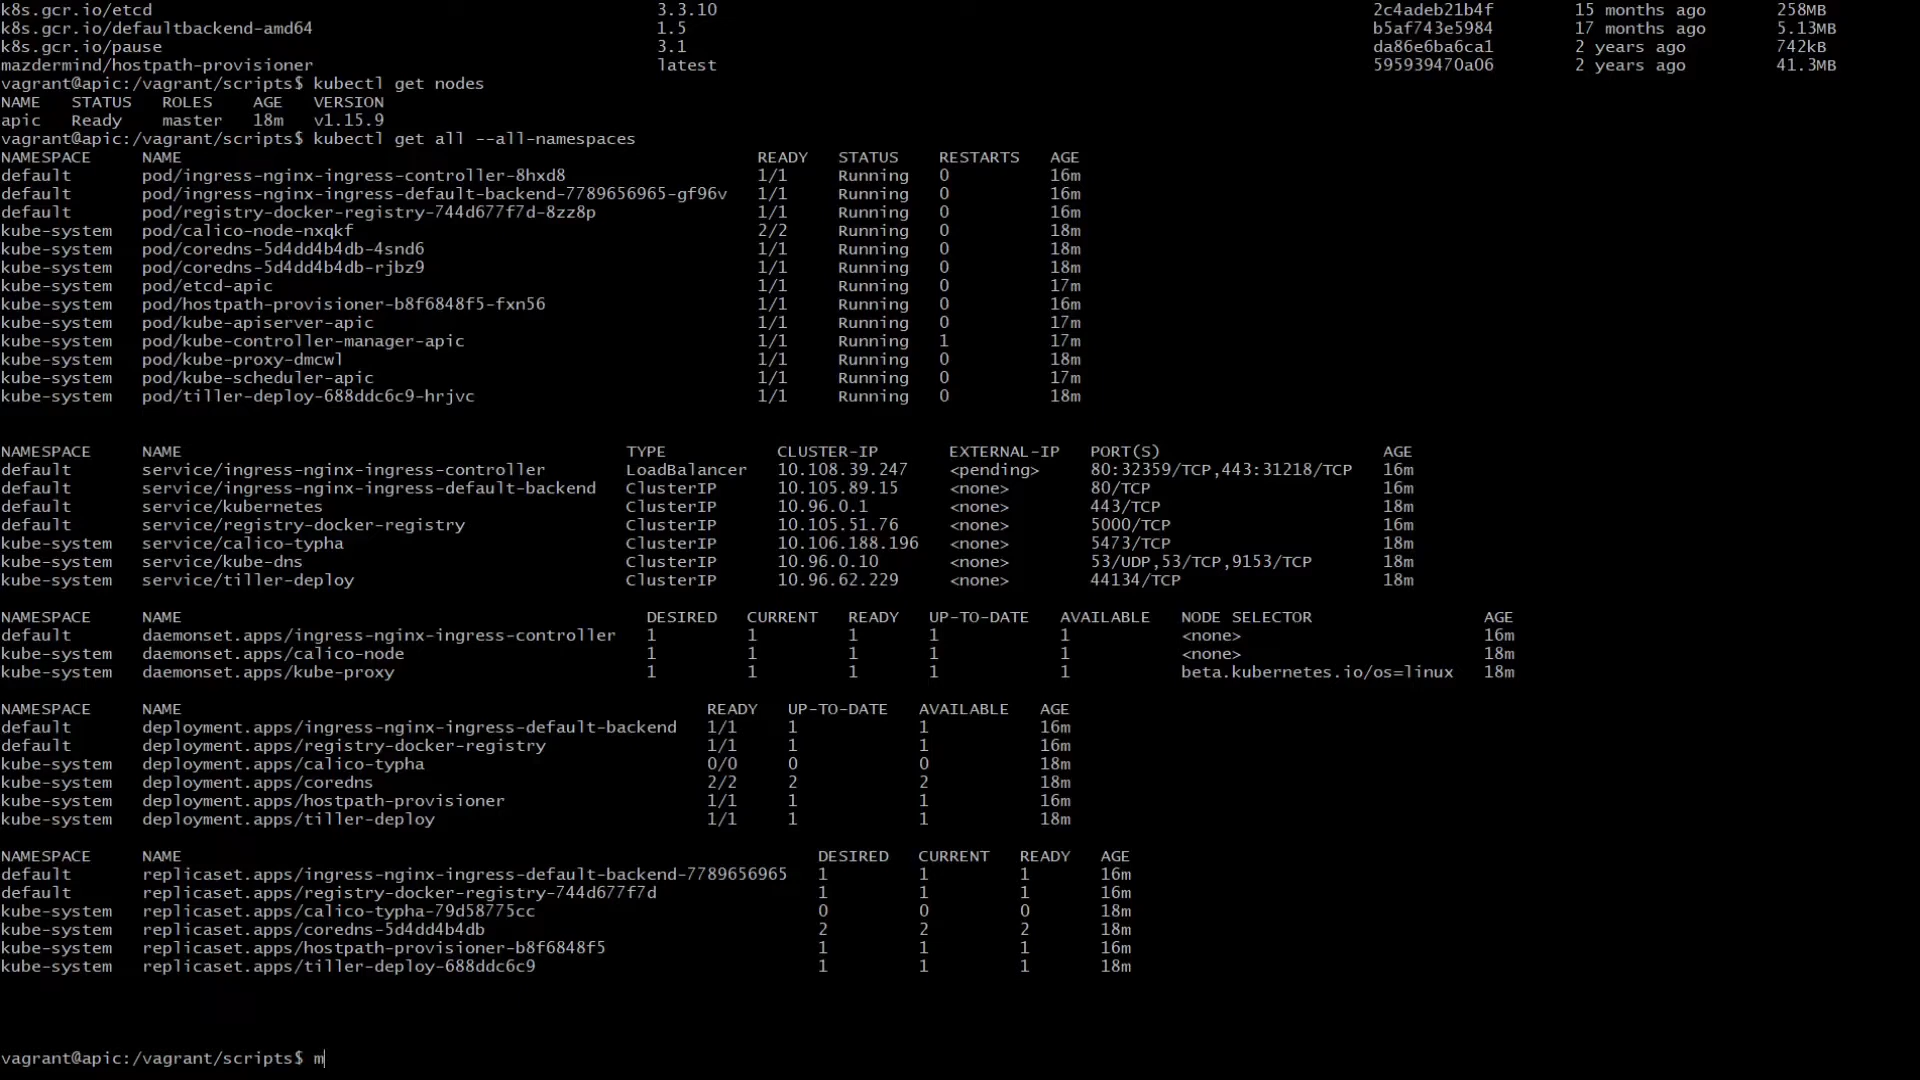 k8s.gcr.io/etcd 3.3.10 2c4adeb21b4f 15 months ago 258MB
k8s.gcr.io/defaultbackend-amd64 1.5 b5af743e5984 17 months ago 5.13MB
k8s.gcr.io/pause 3.1 da86e6ba6ca1 2 years ago 742kB
mazdermind/hostpath-provisioner latest 595939470a06 2 years ago 41.3MB
vagrant@apic:/vagrant/scripts$ kubectl get nodes
NAME STATUS ROLES AGE VERSION
apic Ready master 18m v1.15.9
vagrant@apic:/vagrant/scripts$ kubectl get all --all-namespaces
NAMESPACE NAME READY STATUS RESTARTS AGE
default pod/ingress-nginx-ingress-controller-8hxd8 1/1 Running 0 16m
default pod/ingress-nginx-ingress-default-backend-7789656965-gf96v 1/1 Running 0 16m
default pod/registry-docker-registry-744d677f7d-8zz8p 1/1 Running 0 16m
kube-system pod/calico-node-nxqkf 2/2 Running 0 18m
kube-system pod/coredns-5d4dd4b4db-4snd6 1/1 Running 0 18m
kube-system pod/coredns-5d4dd4b4db-rjbz9 1/1 Running 0 18m
kube-system pod/etcd-apic 1/1 Running 0 17m
kube-system pod/hostpath-provisioner-b8f6848f5-fxn56 1/1 Running 0 16m
kube-system pod/kube-apiserver-apic 1/1 Running 0 17m
kube-system pod/kube-controller-manager-apic 1/1 Running 1 17m
kube-system pod/kube-proxy-dmcwl 1/1 Running 0 18m
kube-system pod/kube-scheduler-apic 1/1 Running 0 17m
kube-system pod/tiller-deploy-688ddc6c9-hrjvc 1/1 Running 0 18m
NAMESPACE NAME TYPE CLUSTER-IP EXTERNAL-IP PORT(S) AGE
default service/ingress-nginx-ingress-controller LoadBalancer 10.108.39.247 <pending> 80:32359/TCP,443:31218/TCP 16m
default service/ingress-nginx-ingress-default-backend ClusterIP 10.105.89.15 <none> 80/TCP 16m
default service/kubernetes ClusterIP 10.96.0.1 <none> 443/TCP 18m
default service/registry-docker-registry ClusterIP 10.105.51.76 <none> 5000/TCP 16m
kube-system service/calico-typha ClusterIP 10.106.188.196 <none> 5473/TCP 18m
kube-system service/kube-dns ClusterIP 10.96.0.10 <none> 53/UDP,53/TCP,9153/TCP 18m
kube-system service/tiller-deploy ClusterIP 10.96.62.229 <none> 44134/TCP 18m
NAMESPACE NAME DESIRED CURRENT READY UP-TO-DATE AVAILABLE NODE SELECTOR AGE
default daemonset.apps/ingress-nginx-ingress-controller 1 1 1 1 1 <none> 16m
kube-system daemonset.apps/calico-node 1 1 1 1 1 <none> 18m
kube-system daemonset.apps/kube-proxy 1 1 1 1 1 beta.kubernetes.io/os=linux 18m
NAMESPACE NAME READY UP-TO-DATE AVAILABLE AGE
default deployment.apps/ingress-nginx-ingress-default-backend 1/1 1 1 16m
default deployment.apps/registry-docker-registry 1/1 1 1 16m
kube-system deployment.apps/calico-typha 0/0 0 0 18m
kube-system deployment.apps/coredns 2/2 2 2 18m
kube-system deployment.apps/hostpath-provisioner 1/1 1 1 16m
kube-system deployment.apps/tiller-deploy 1/1 1 1 18m
NAMESPACE NAME DESIRED CURRENT READY AGE
default replicaset.apps/ingress-nginx-ingress-default-backend-7789656965 1 1 1 16m
default replicaset.apps/registry-docker-registry-744d677f7d 1 1 1 16m
kube-system replicaset.apps/calico-typha-79d58775cc 0 0 0 18m
kube-system replicaset.apps/coredns-5d4dd4b4db 2 2 2 18m
kube-system replicaset.apps/hostpath-provisioner-b8f6848f5 1 1 1 16m
kube-system replicaset.apps/tiller-deploy-688ddc6c9 1 1 1 18m
vagrant@apic:/vagrant/scripts$ m